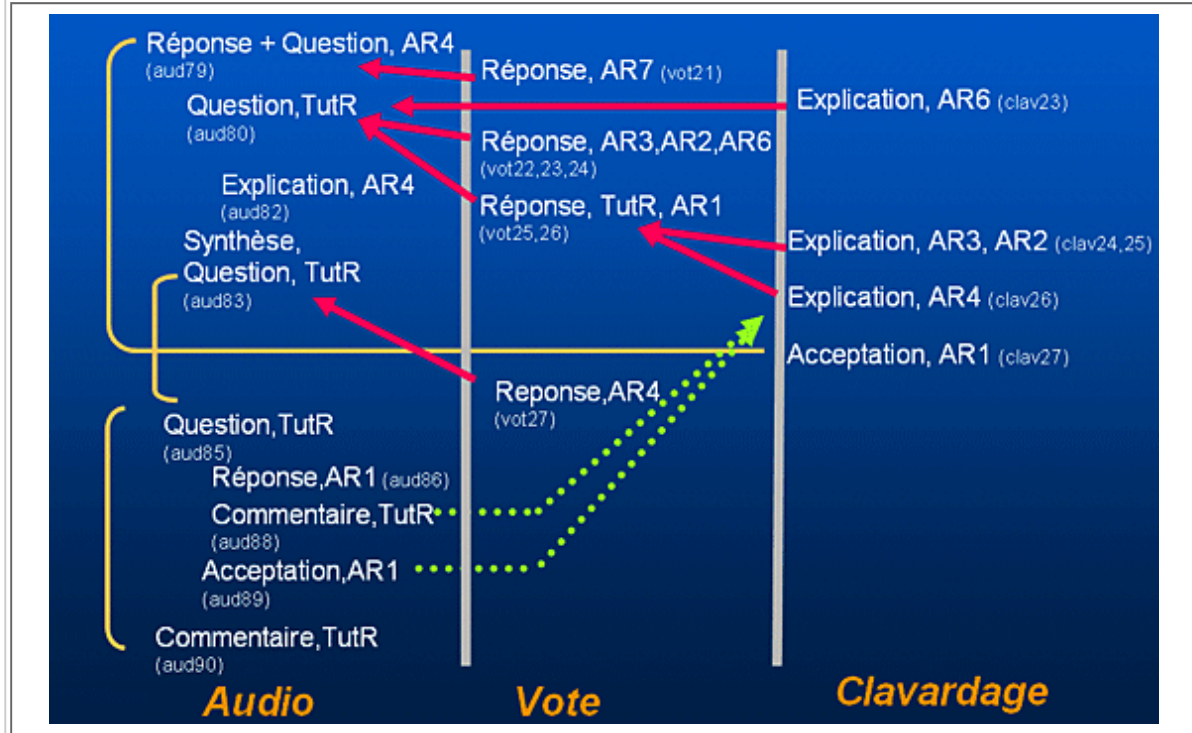 Réponse + Question, AR4
(aud79)
Question,TutR
(aud80)
Explication, AR4
(aud82)
Synthèse,
Question, TutR
(aud83)
Question,TutR
(aud85)
Réponse,AR1 (aud86)
Commentaire,TutR
(aud88)
Acceptation,AR1
(aud89)
Commentaire,TutR
(aud90)
Audio
Réponse, AR7 (vot21)
Réponse, AR3,AR2,AR6
(vot22,23,24)
Réponse, TutR, AR1
(vot25,26)
Reponse,AR4
(vot27)
Vote
Explication, AR6 (clav23)
Explication, AR3, AR2 (clav24,25)
Explication, AR4 (clav26)
Acceptation, AR1 (clav27)
Clavardage